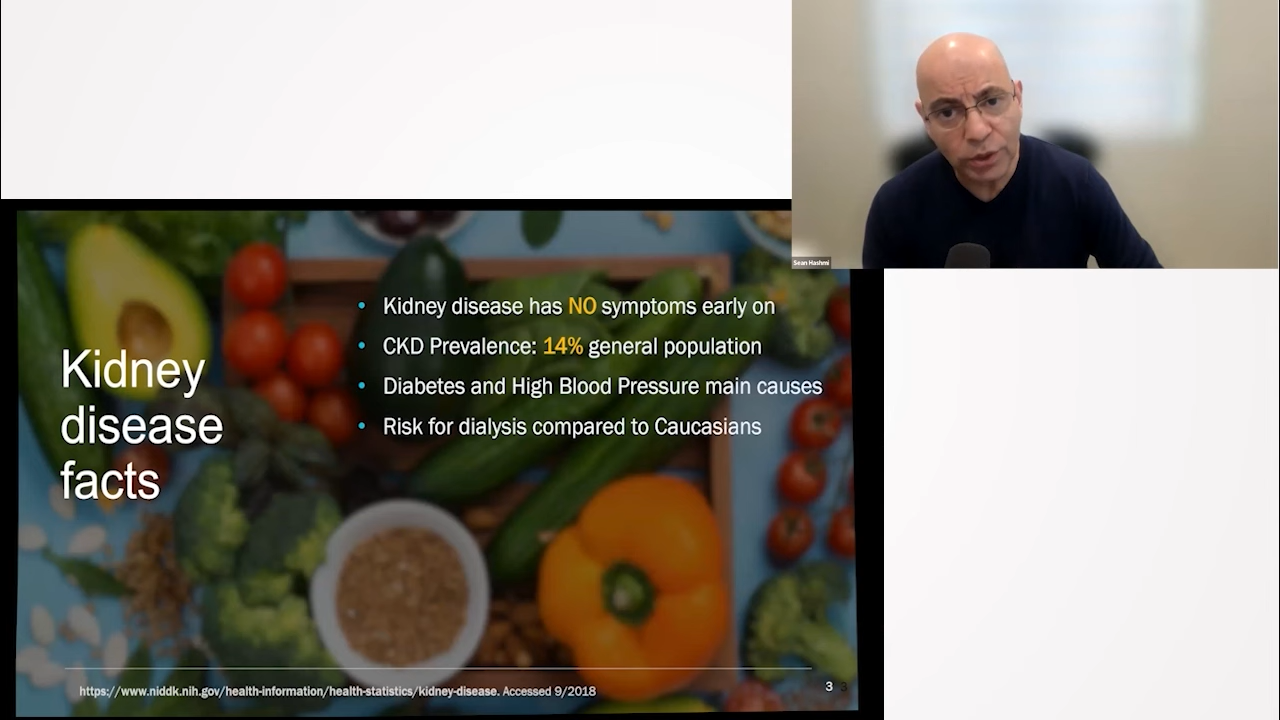 Sean Hashmi
Kidney
disease
facts
• Kidney disease has NO symptoms early on
• CKD Prevalence: 14% general population
• Diabetes and High Blood Pressure main causes
• Risk for dialysis compared to Caucasians
https://www.niddk.nih.gov/health-information/health-statistics/kidney-disease. Accessed 9/2018
3 3